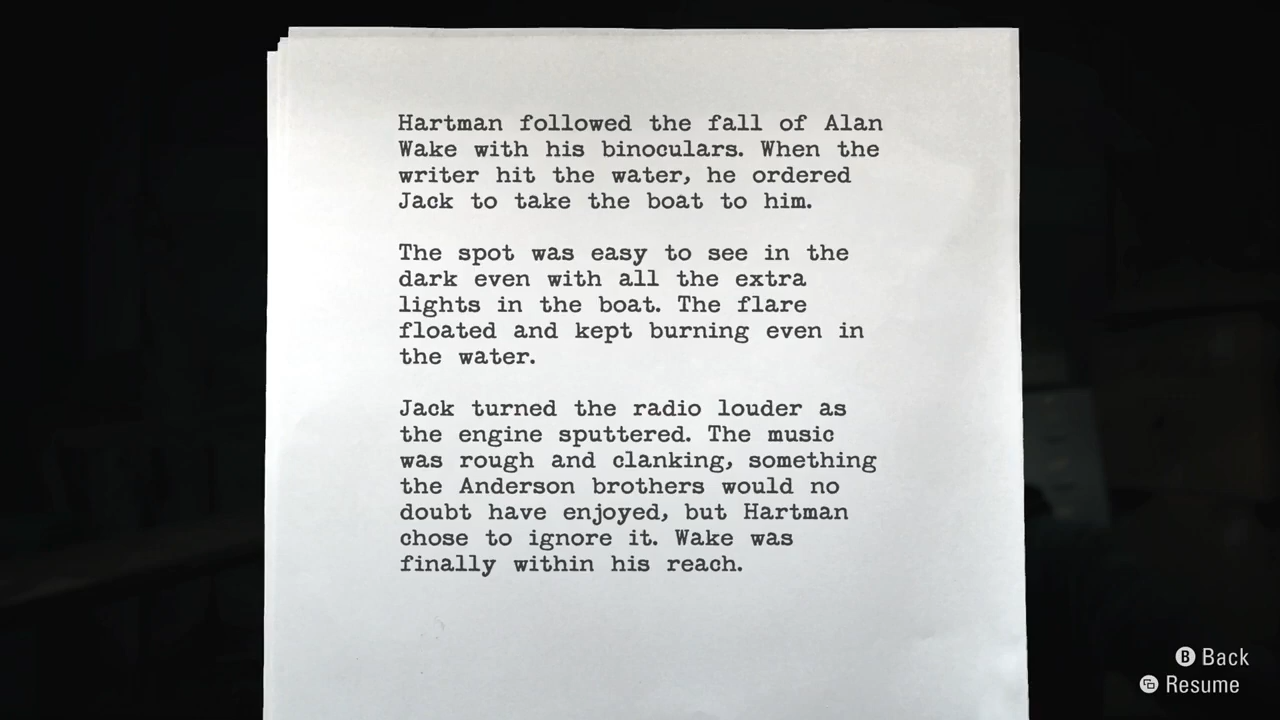 Hartman followed the fall of Alan
Wake with his binoculars. When the
writer hit the water, he ordered
Jack to take the boat to him.
The spot was easy to see in the
dark even with all the extra
lights in the boat. The flare
floated and kept burning even in
the water.
Jack turned the radio louder as
the engine sputtered. The music
was rough and clanking, something
the Anderson brothers would no
doubt have enjoyed, but Hartman
chose to ignore it. Wake was
finally within his reach.
B Back
Resume